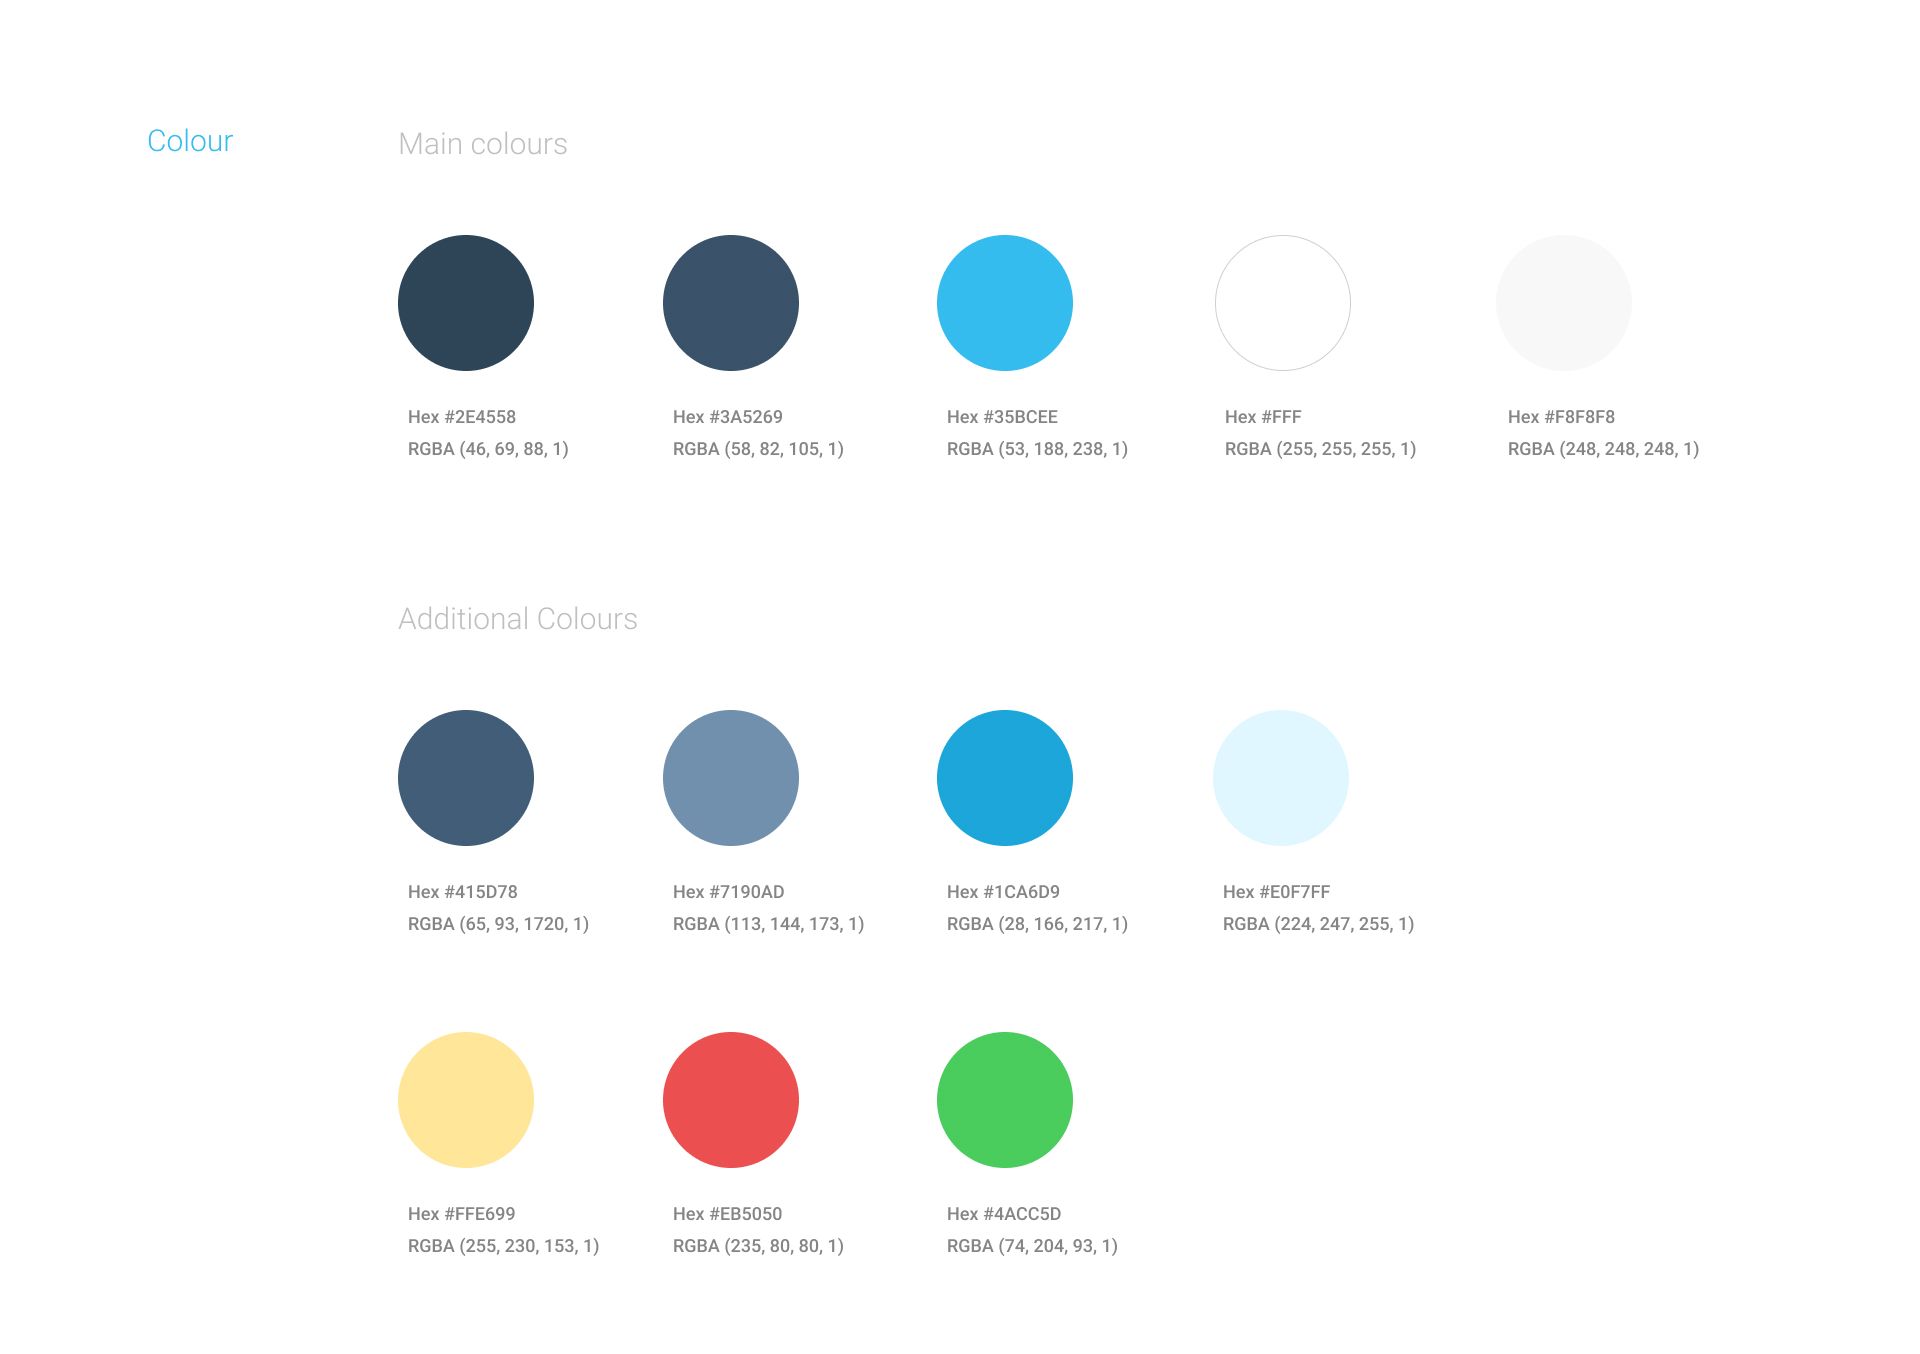 Colour
Main colours
Hex #2E4558
RGBA (46, 69, 88, 1)
Hex #3A5269
RGBA (58, 82, 105, 1)
Hex #35BCEE
RGBA (53, 188, 238, 1)
Hex #FFF
RGBA (255, 255, 255, 1)
Hex #F8F8F8
RGBA (248, 248, 248, 1)
Additional Colours
Hex #415D78
RGBA (65, 93, 1720, 1)
Hex #7190AD
RGBA (113, 144, 173, 1)
Hex #1CA6D9
RGBA (28, 166, 217, 1)
Hex #E0F7FF
RGBA (224, 247, 255, 1)
Hex #FFE699
RGBA (255, 230, 153, 1)
Hex #EB5050
RGBA (235, 80, 80, 1)
Hex #4ACC5D
RGBA (74, 204, 93, 1)